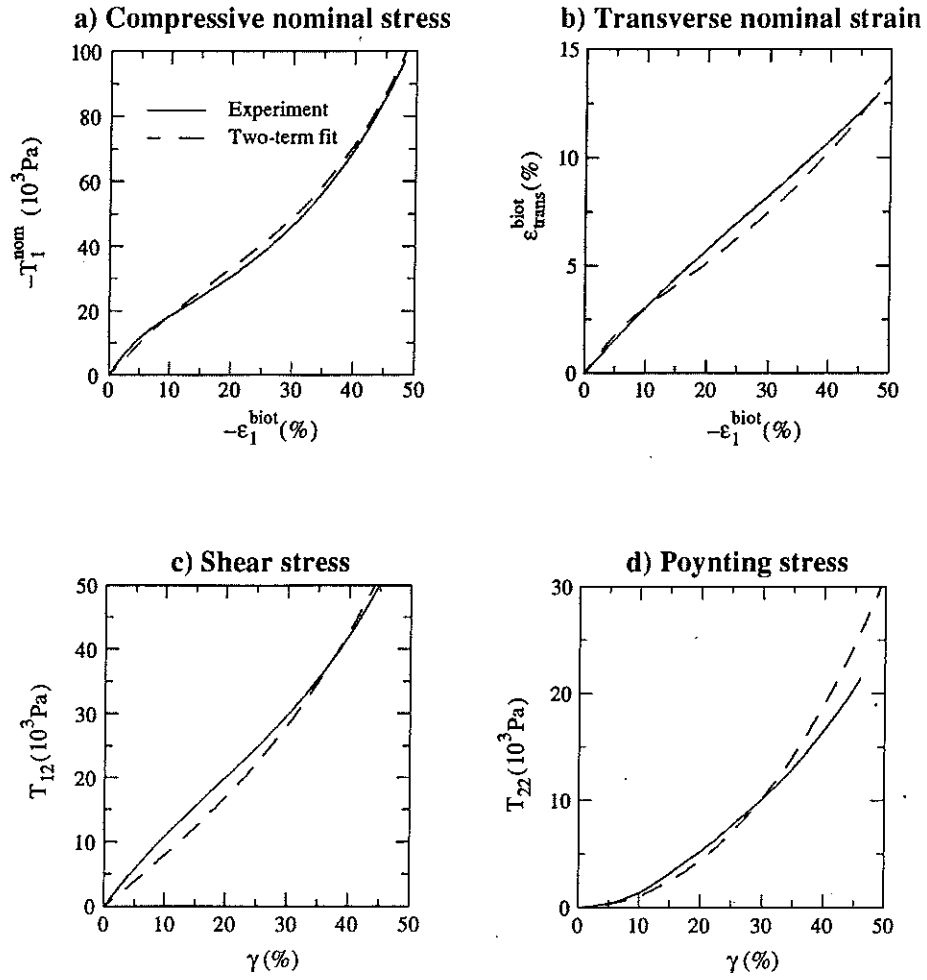 a) Compressive nominal stress
100
80
60
40
20
0
−T₁ⁿᵒᵐ (10³Pa)
Experiment
Two-term fit
0 10 20 30 40 50
−ε₁ᵇⁱᵒᵗ(%)
b) Transverse nominal strain
15
10
5
0
εᵇⁱᵒᵗtrans(%)
0 10 20 30 40 50
−ε₁ᵇⁱᵒᵗ(%)
c) Shear stress
50
40
30
20
10
0
T₁₂(10³Pa)
0 10 20 30 40 50
γ(%)
d) Poynting stress
30
20
10
0
T₂₂(10³Pa)
0 10 20 30 40 50
γ(%)